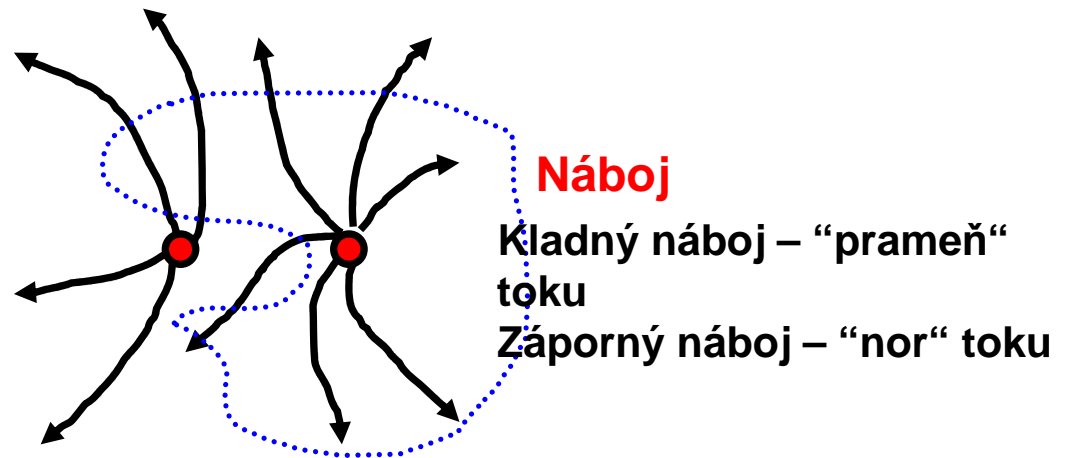 Náboj
Kladný náboj – “prameň“
toku
Záporný náboj – “nor“ toku